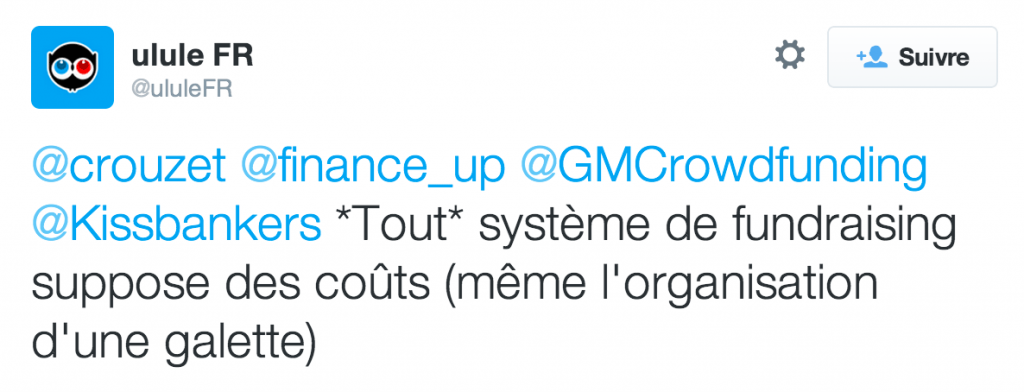 ulule FR
@ululeFR
Suivre
@crouzet @finance_up @GMCrowdfunding
@Kissbankers *Tout* système de fundraising
suppose des coûts (même l'organisation
d'une galette)